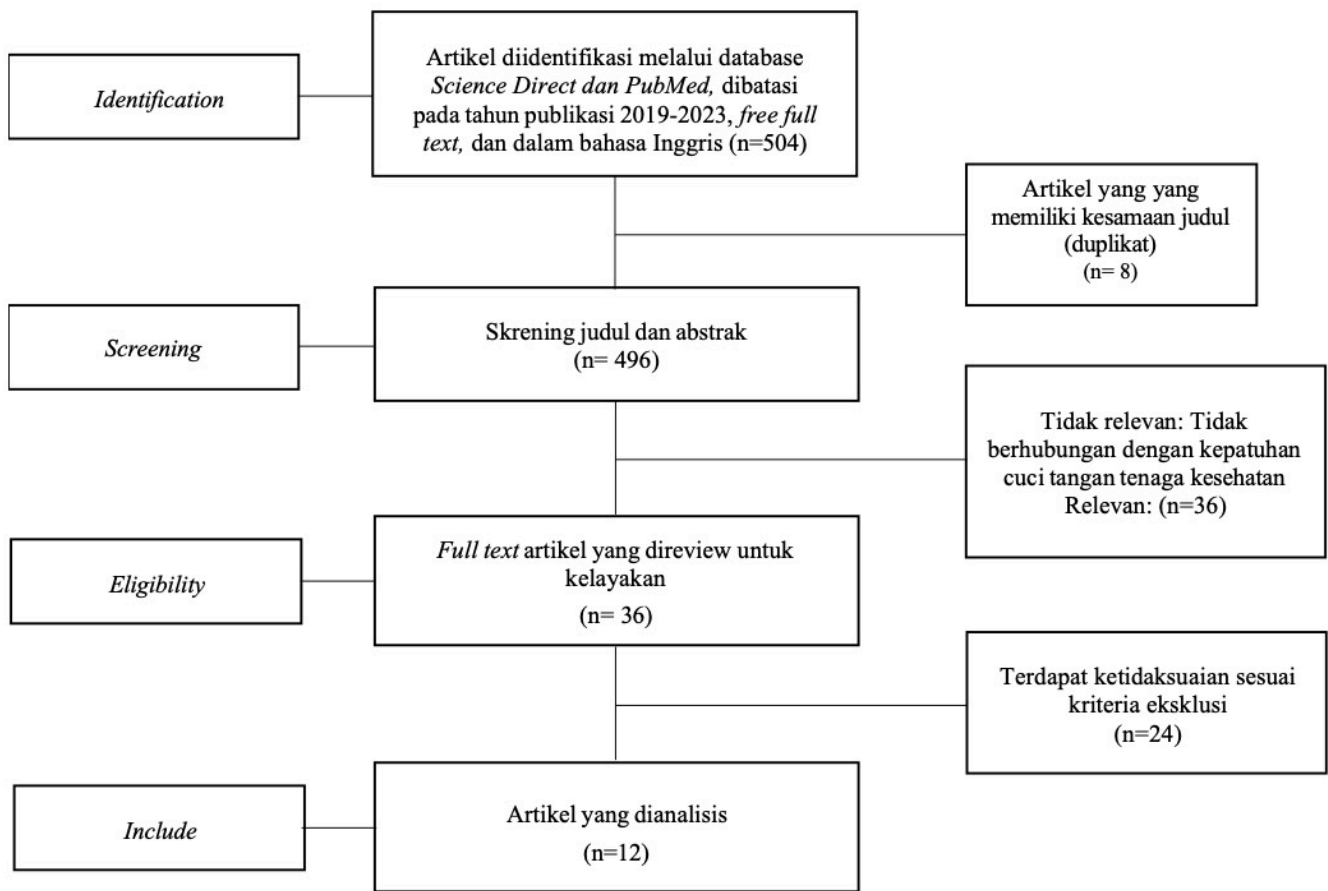 Identification
Artikel diidentifikasi melalui database
Science Direct dan PubMed, dibatasi
pada tahun publikasi 2019-2023, free full
text, dan dalam bahasa Inggris (n=504)
Artikel yang yang
memiliki kesamaan judul
(duplikat)
(n= 8)
Screening
Skrening judul dan abstrak
(n= 496)
Tidak relevan: Tidak
berhubungan dengan kepatuhan
cuci tangan tenaga kesehatan
Relevan: (n=36)
Eligibility
Full text artikel yang direview untuk
kelayakan
(n= 36)
Terdapat ketidaksuaian sesuai
kriteria eksklusi
(n=24)
Include
Artikel yang dianalisis
(n=12)